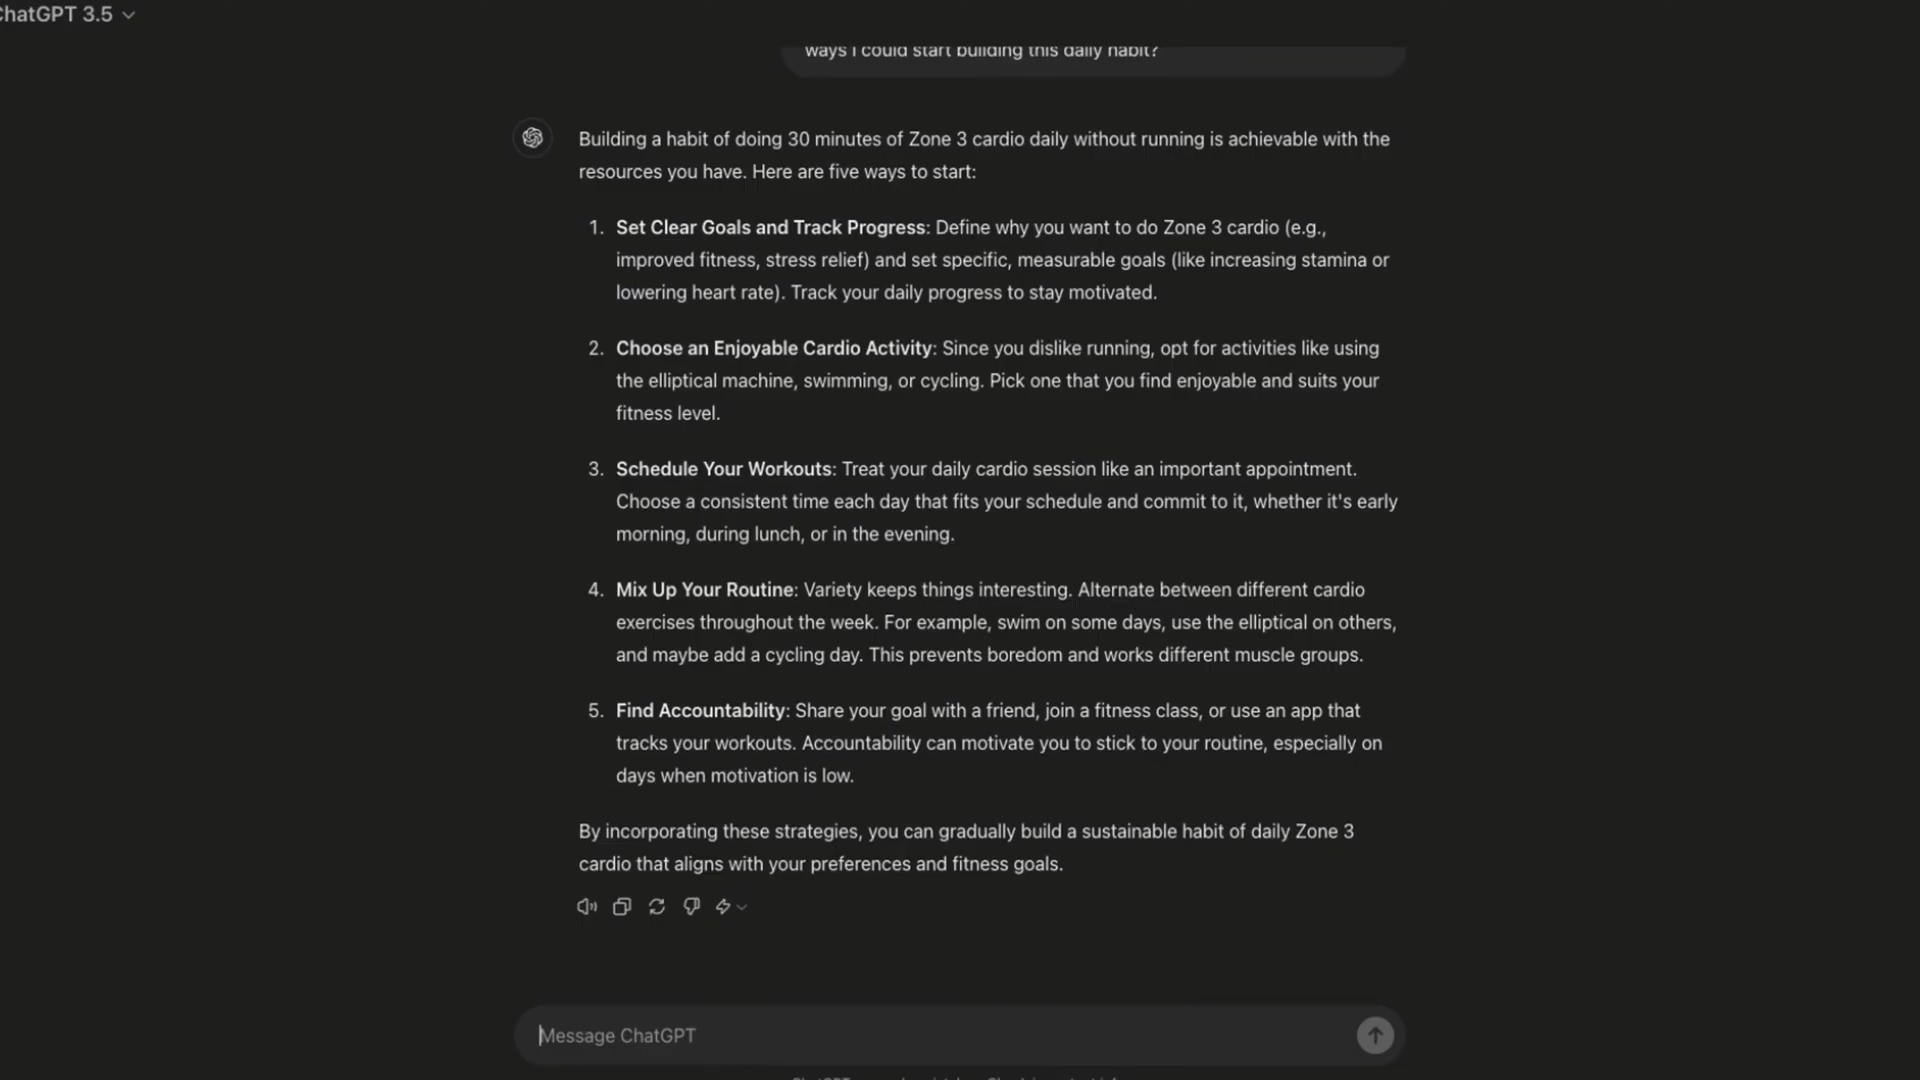 ChatGPT 3.5
ways I could start building this daily habit?
Building a habit of doing 30 minutes of Zone 3 cardio daily without running is achievable with the
resources you have. Here are five ways to start:
1. Set Clear Goals and Track Progress: Define why you want to do Zone 3 cardio (e.g.,
improved fitness, stress relief) and set specific, measurable goals (like increasing stamina or
lowering heart rate). Track your daily progress to stay motivated.
2. Choose an Enjoyable Cardio Activity: Since you dislike running, opt for activities like using
the elliptical machine, swimming, or cycling. Pick one that you find enjoyable and suits your
fitness level.
3. Schedule Your Workouts: Treat your daily cardio session like an important appointment.
Choose a consistent time each day that fits your schedule and commit to it, whether it's early
morning, during lunch, or in the evening.
4. Mix Up Your Routine: Variety keeps things interesting. Alternate between different cardio
exercises throughout the week. For example, swim on some days, use the elliptical on others,
and maybe add a cycling day. This prevents boredom and works different muscle groups.
5. Find Accountability: Share your goal with a friend, join a fitness class, or use an app that
tracks your workouts. Accountability can motivate you to stick to your routine, especially on
days when motivation is low.
By incorporating these strategies, you can gradually build a sustainable habit of daily Zone 3
cardio that aligns with your preferences and fitness goals.
Message ChatGPT